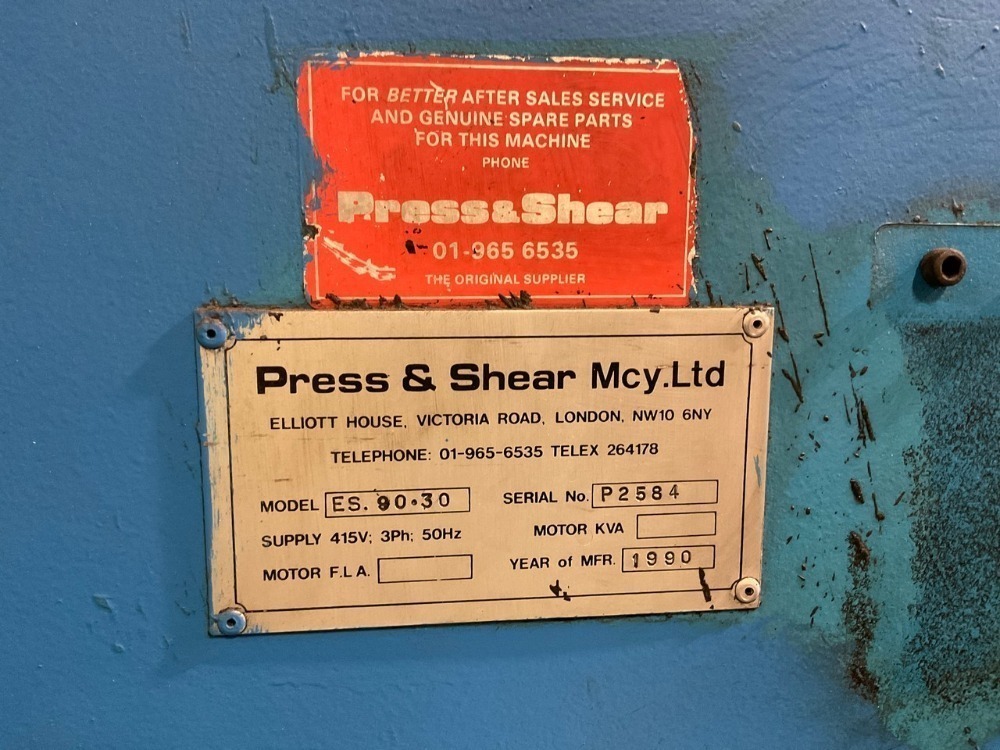 FOR BETTER AFTER SALES SERVICE
AND GENUINE SPARE PARTS
FOR THIS MACHINE
PHONE
Press&Shear
01-965 6535
THE ORIGINAL SUPPLIER
Press & Shear Mcy.Ltd
ELLIOTT HOUSE, VICTORIA ROAD, LONDON, NW10 6NY
TELEPHONE: 01-965-6535 TELEX 264178
MODEL ES.90.30 SERIAL No. P2584
SUPPLY 415V; 3Ph; 50Hz MOTOR KVA
MOTOR F.L.A. YEAR of MFR. 1990